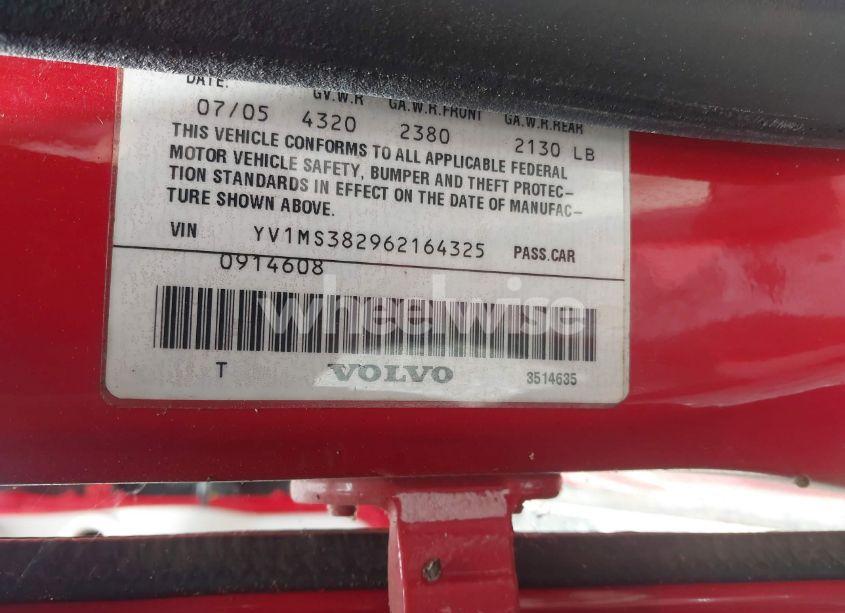 DATE: GV.W.R GA.W.R.FRONT GA.W.R.REAR
07/05 4320 2380 2130 LB
THIS VEHICLE CONFORMS TO ALL APPLICABLE FEDERAL
MOTOR VEHICLE SAFETY, BUMPER AND THEFT PROTEC–
TION STANDARDS IN EFFECT ON THE DATE OF MANUFAC–
TURE SHOWN ABOVE.
VIN YV1MS382962164325 PASS.CAR
0914608
wheelwise
T VOLVO 3514635